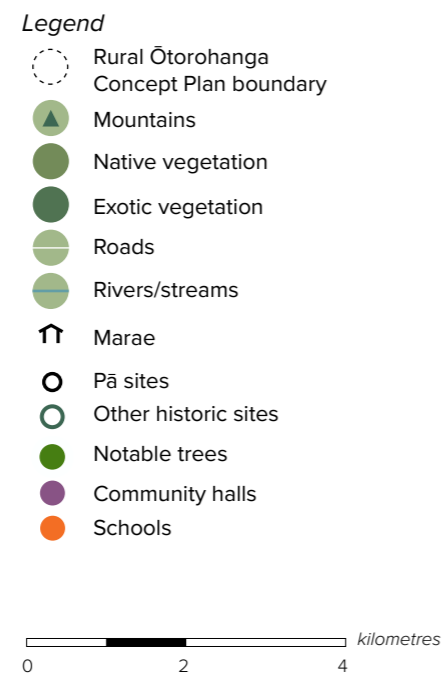 Legend
Rural Ōtorohanga
Concept Plan boundary
Mountains
Native vegetation
Exotic vegetation
Roads
Rivers/streams
Marae
Pā sites
Other historic sites
Notable trees
Community halls
Schools
kilometres
0 2 4